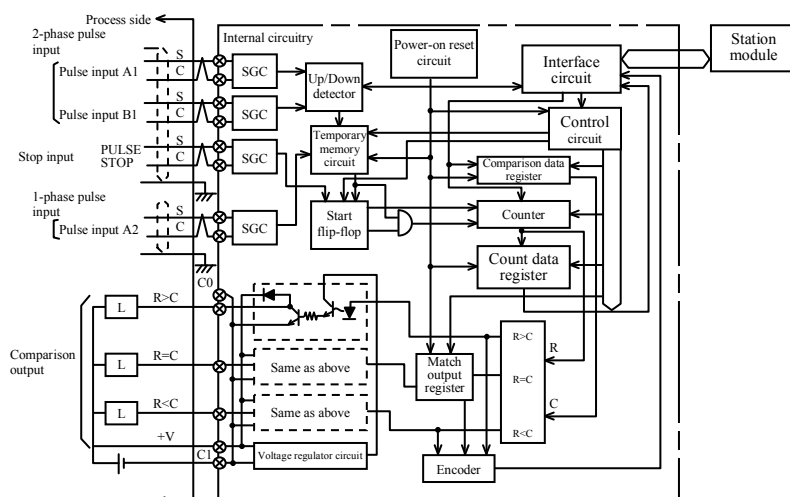 Process side
2-phase pulse
input
Internal circuitry
Power-on reset
circuit
Interface
circuit
Station
module
S
C
Pulse input A1
SGC
Up/Down
detector
S
C
Pulse input B1
SGC
Temporary
memory
circuit
Control
circuit
Stop input
PULSE
STOP
S
C
SGC
Comparison data
register
1-phase pulse
input
Pulse input A2
S
C
SGC
Start
flip-flop
Counter
Count data
register
C0
L
R>C
Comparison
output
L
R=C
Same as above
Match
output
register
R>C
R=C
R<C
R
C
L
R<C
Same as above
+V
C1
Voltage regulator circuit
Encoder